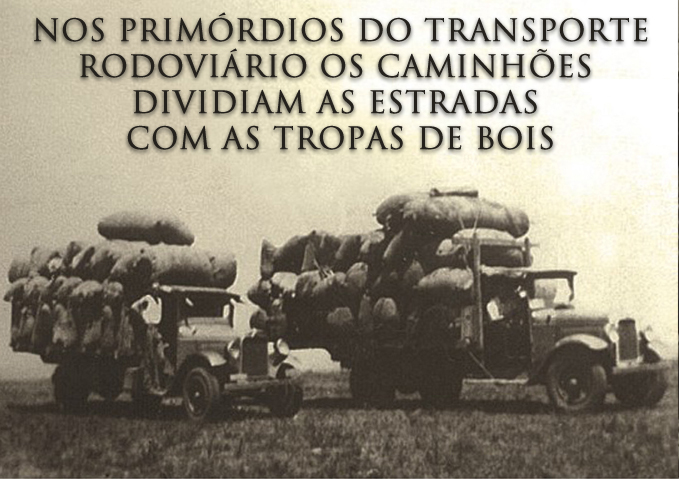 NOS PRIMÓRDIOS DO TRANSPORTE
RODOVIÁRIO OS CAMINHÕES
DIVIDIAM AS ESTRADAS
COM AS TROPAS DE BOIS